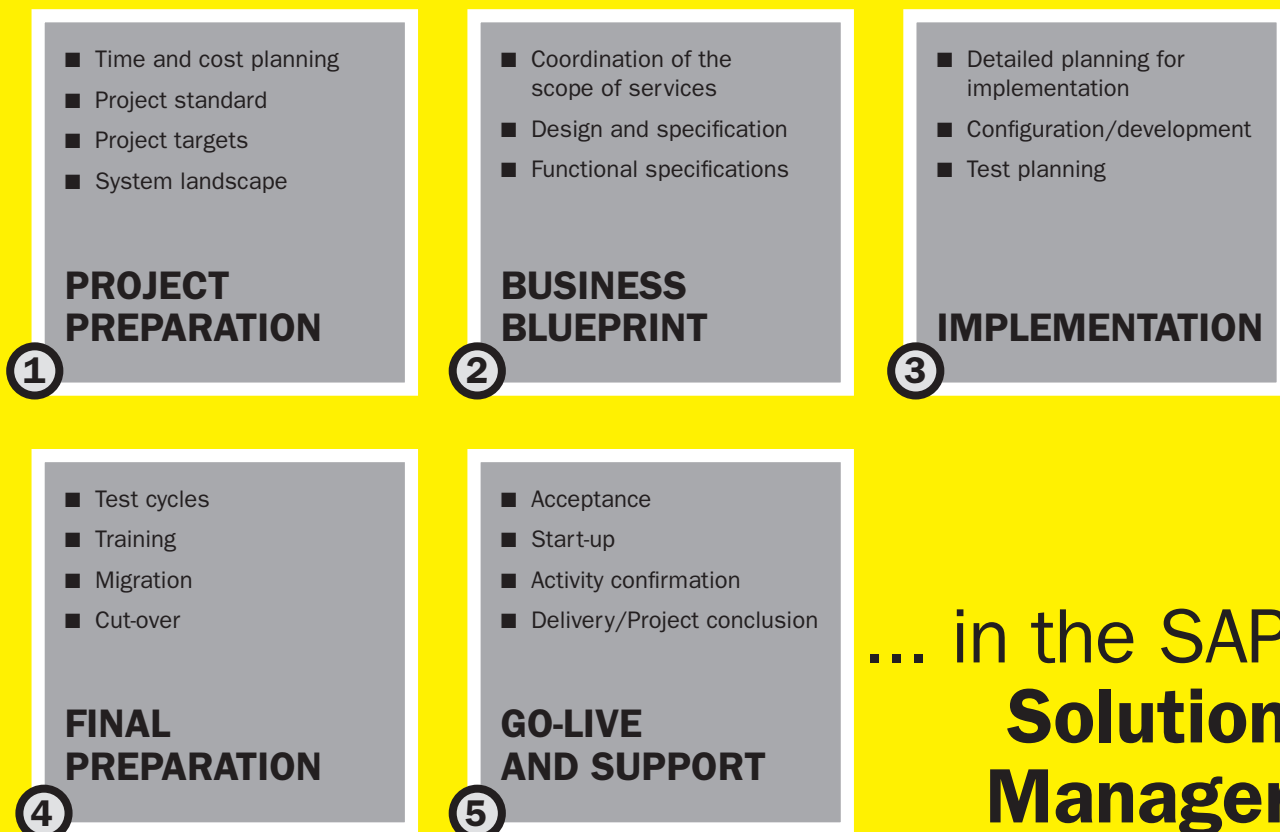 ■ Time and cost planning
■ Project standard
■ Project targets
■ System landscape
PROJECT
PREPARATION
1
■ Coordination of the
scope of services
■ Design and specification
■ Functional specifications
BUSINESS
BLUEPRINT
2
■ Detailed planning for
implementation
■ Configuration/development
■ Test planning
IMPLEMENTATION
3
■ Test cycles
■ Training
■ Migration
■ Cut-over
FINAL
PREPARATION
4
■ Acceptance
■ Start-up
■ Activity confirmation
■ Delivery/Project conclusion
GO-LIVE
AND SUPPORT
5
... in the SAP
Solution
Manager